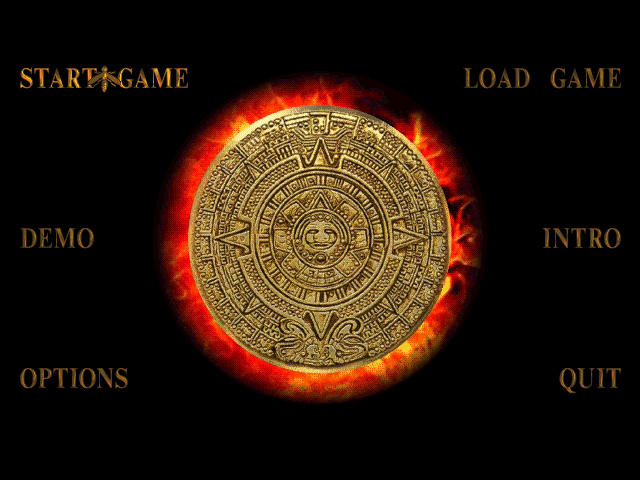 START GAME
LOAD GAME
DEMO
INTRO
OPTIONS
QUIT